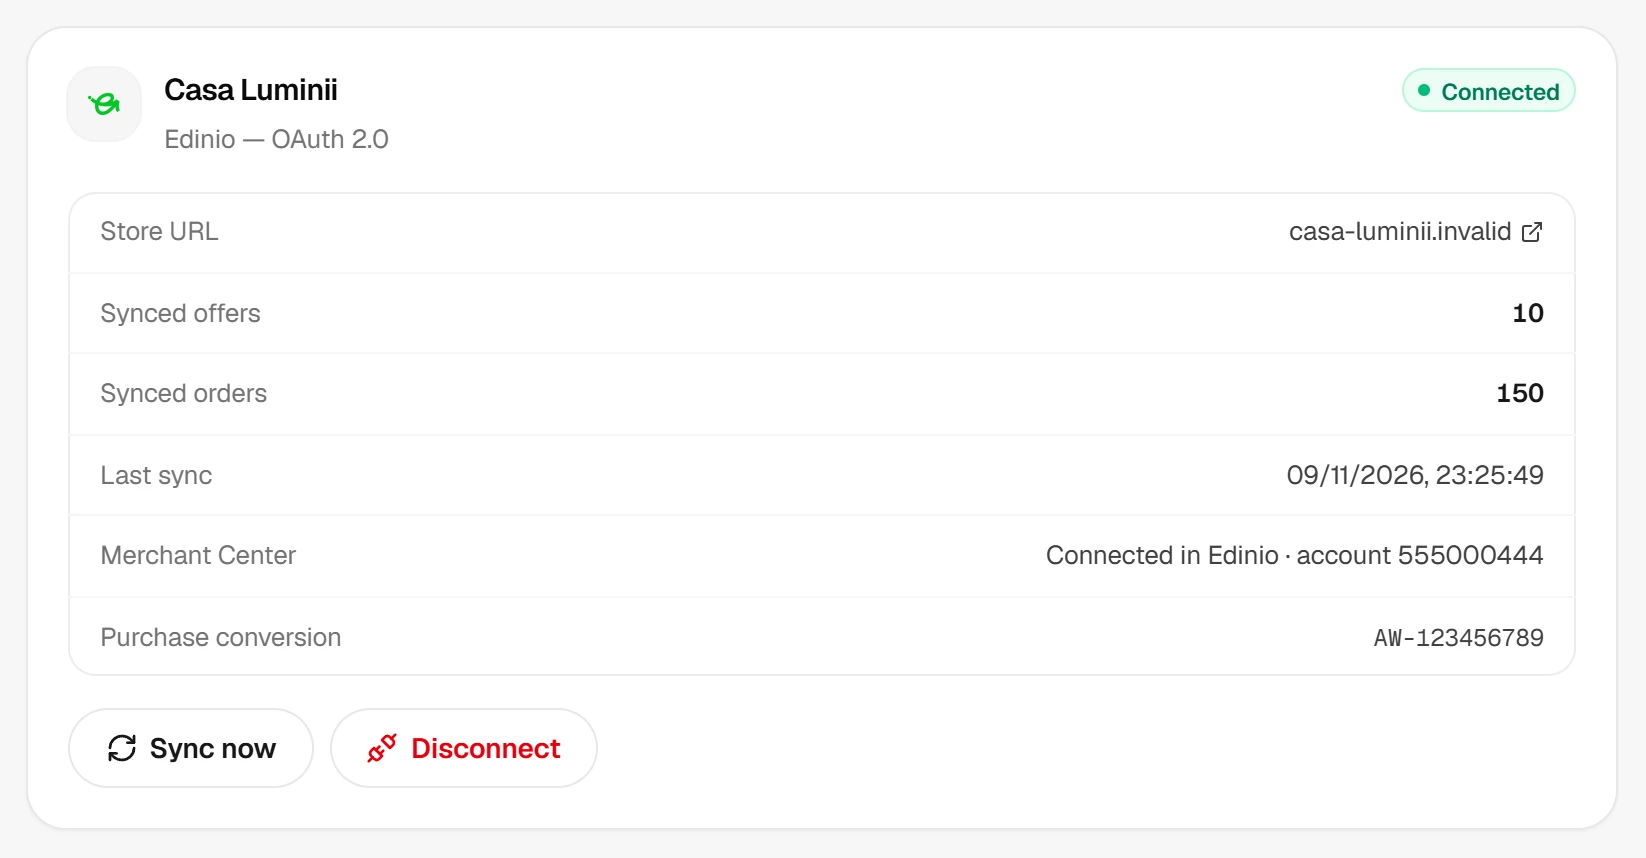 Casa Luminii
Connected
Edinio — OAuth 2.0
Store URL casa-luminii.invalid
Synced offers 10
Synced orders 150
Last sync 09/11/2026, 23:25:49
Merchant Center Connected in Edinio · account 555000444
Purchase conversion AW-123456789
Sync now Disconnect